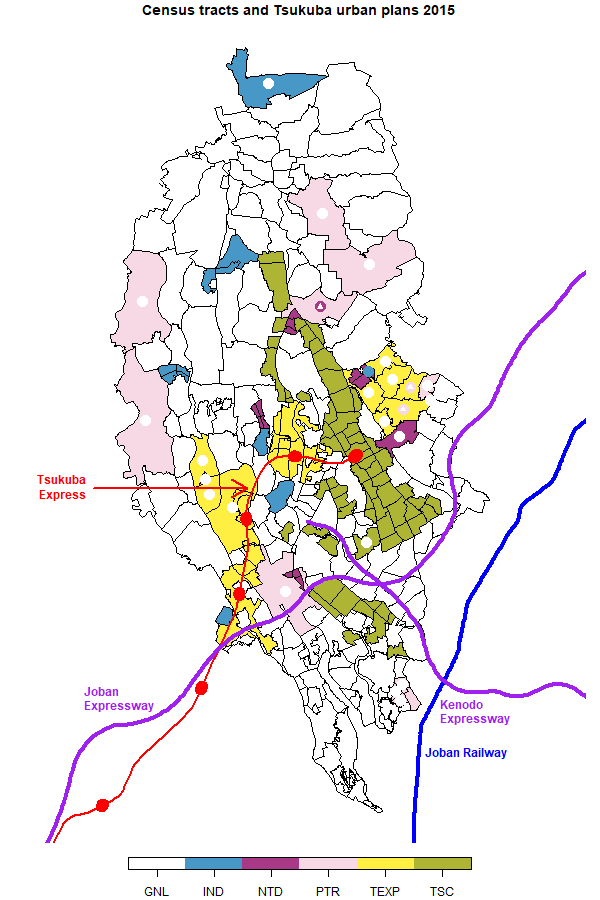 Census tracts and Tsukuba urban plans 2015
Tsukuba
Express
Joban
Expressway
Kenodo
Expressway
Joban Railway
GNL IND NTD PTR TEXP TSC